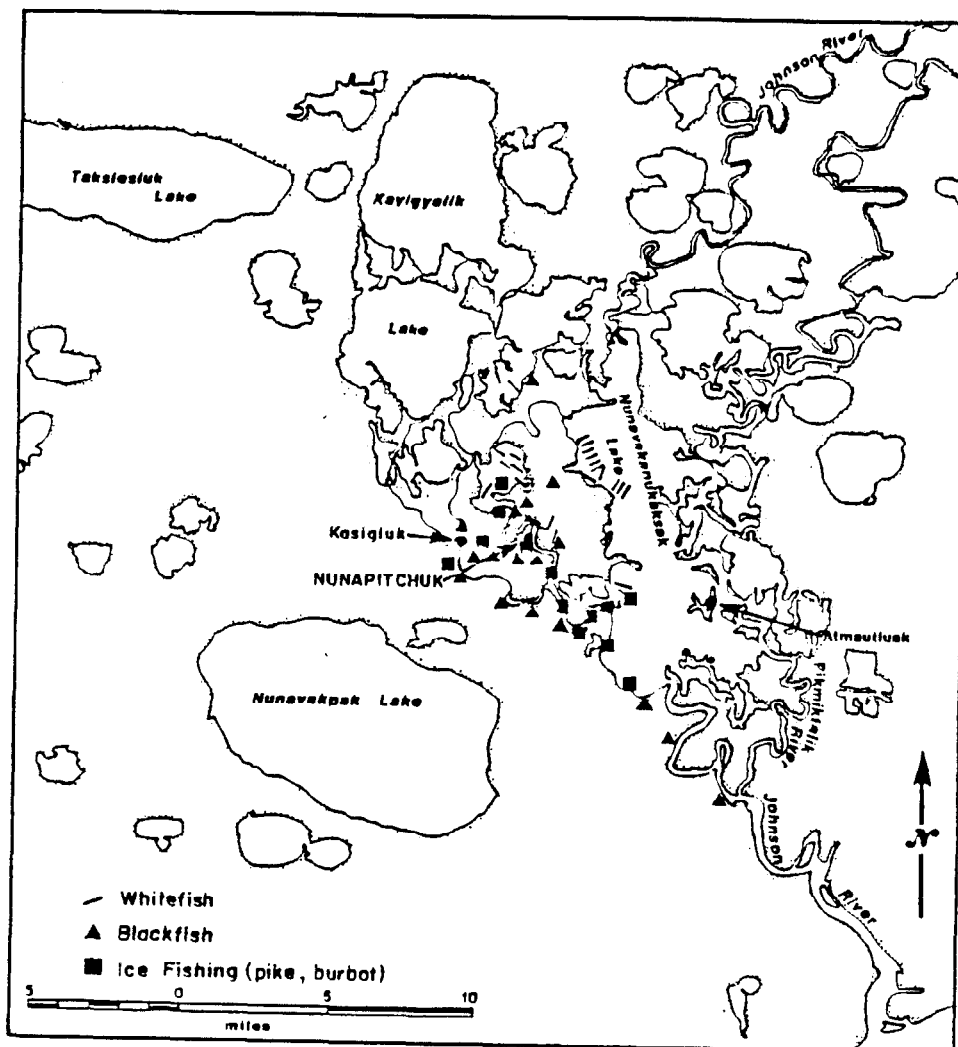 Johnson River
Taksiesluk
Lake
Kavigyalik
Lake
Nunavakanukakslak
Lake
Kasigluk
NUNAPITCHUK
Atmautluak
Nunavakpak Lake
Pikmiktalik
River
Johnson
River
N
Whitefish
Blackfish
Ice Fishing (pike, burbot)
5 0 5 10
miles